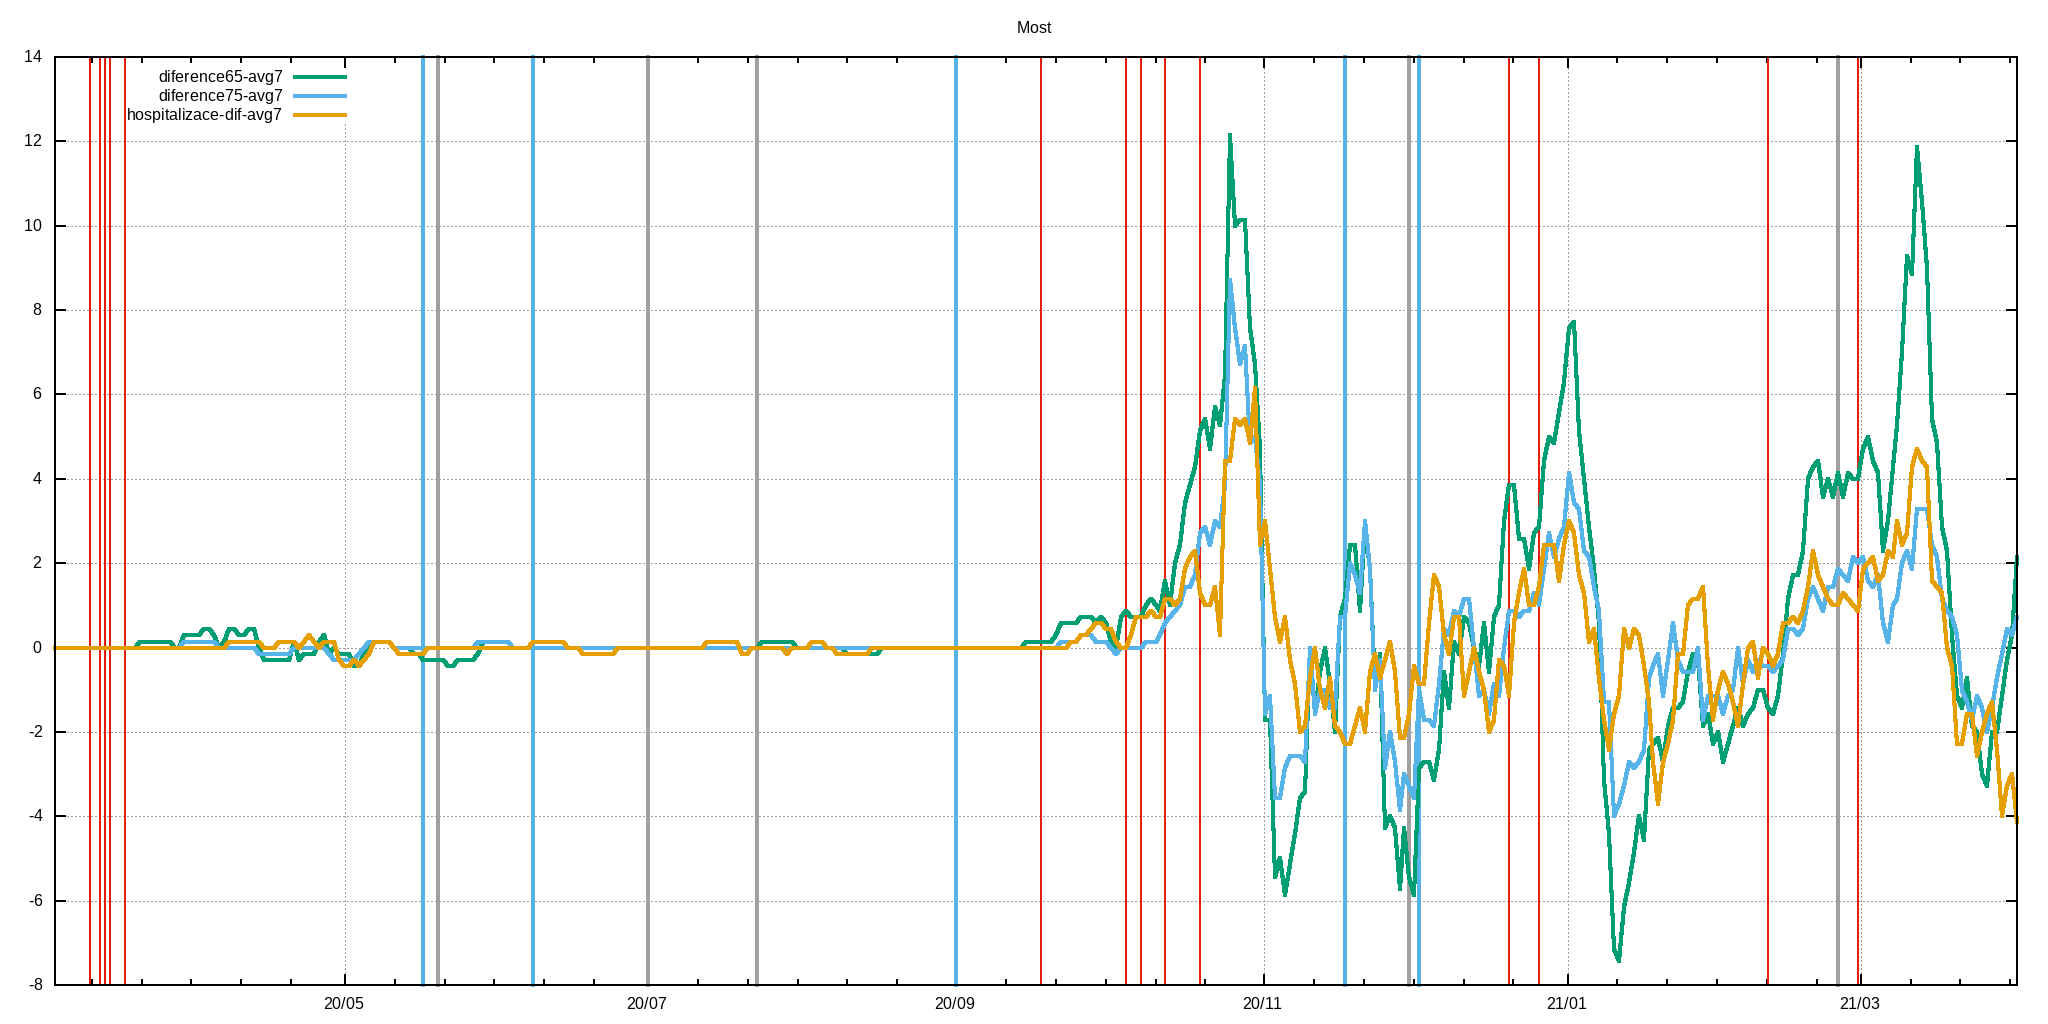 Most
14
diference65-avg7
diference75-avg7
hospitalizace-dif-avg7
12
10
8
6
4
2
0
-2
-4
-6
-8
20/05 20/07 20/09 20/11 21/01 21/03